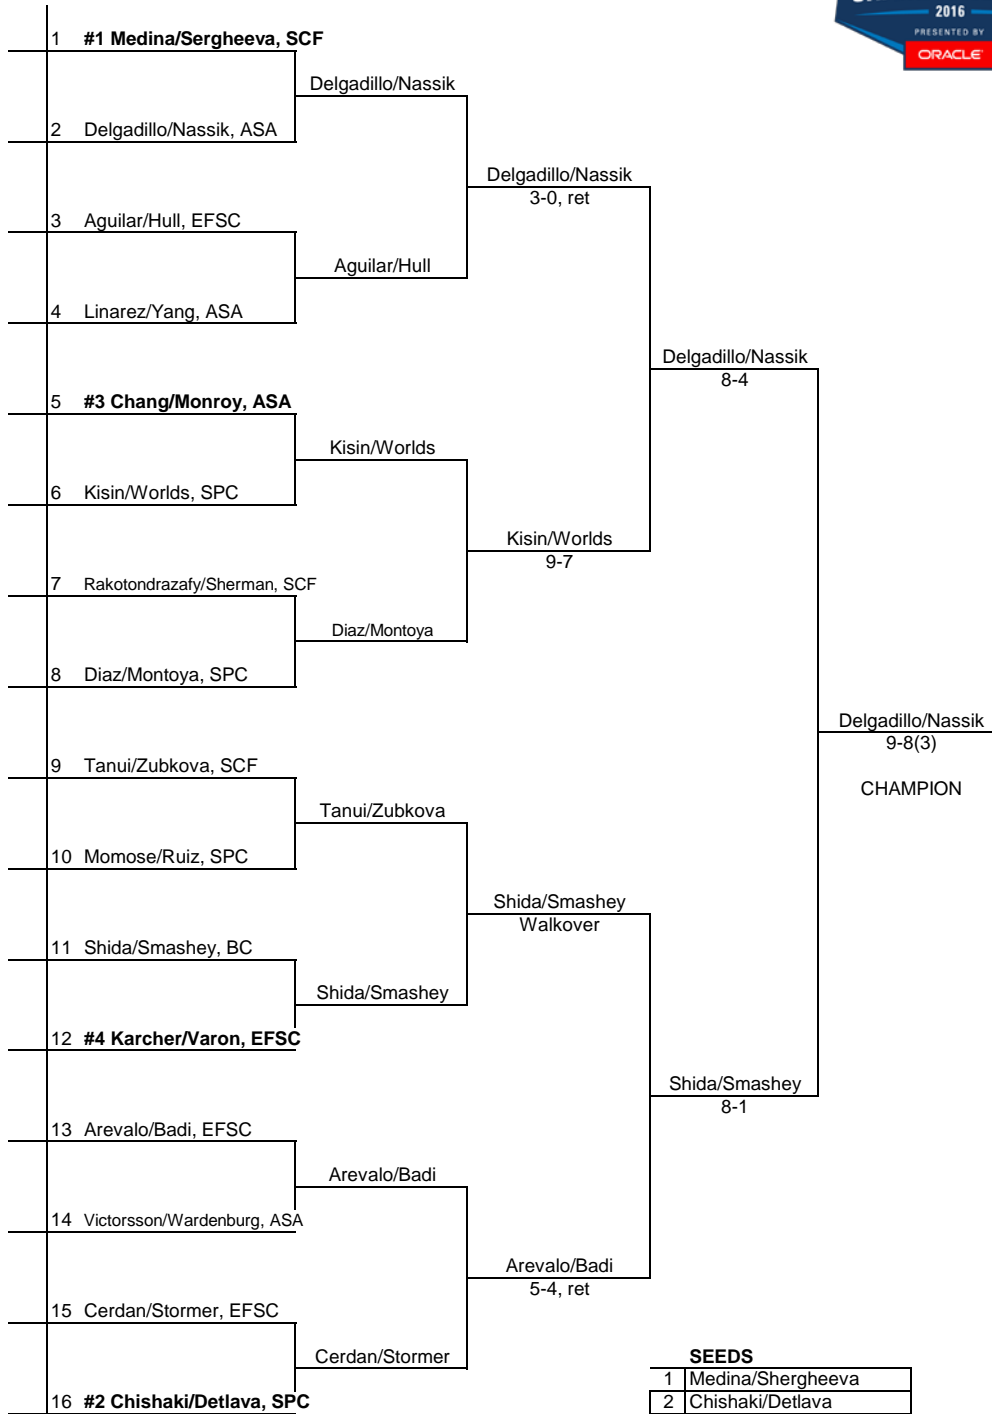 2016
PRESENTED BY
ORACLE
1 #1 Medina/Sergheeva, SCF
Delgadillo/Nassik
2 Delgadillo/Nassik, ASA
Delgadillo/Nassik
3-0, ret
3 Aguilar/Hull, EFSC
Aguilar/Hull
4 Linarez/Yang, ASA
Delgadillo/Nassik
8-4
5 #3 Chang/Monroy, ASA
Kisin/Worlds
6 Kisin/Worlds, SPC
Kisin/Worlds
9-7
7 Rakotondrazafy/Sherman, SCF
Diaz/Montoya
8 Diaz/Montoya, SPC
Delgadillo/Nassik
9-8(3)
CHAMPION
9 Tanui/Zubkova, SCF
Tanui/Zubkova
10 Momose/Ruiz, SPC
Shida/Smashey
Walkover
11 Shida/Smashey, BC
Shida/Smashey
12 #4 Karcher/Varon, EFSC
Shida/Smashey
8-1
13 Arevalo/Badi, EFSC
Arevalo/Badi
14 Victorsson/Wardenburg, ASA
Arevalo/Badi
5-4, ret
15 Cerdan/Stormer, EFSC
Cerdan/Stormer
16 #2 Chishaki/Detlava, SPC
SEEDS
1 Medina/Shergheeva
2 Chishaki/Detlava